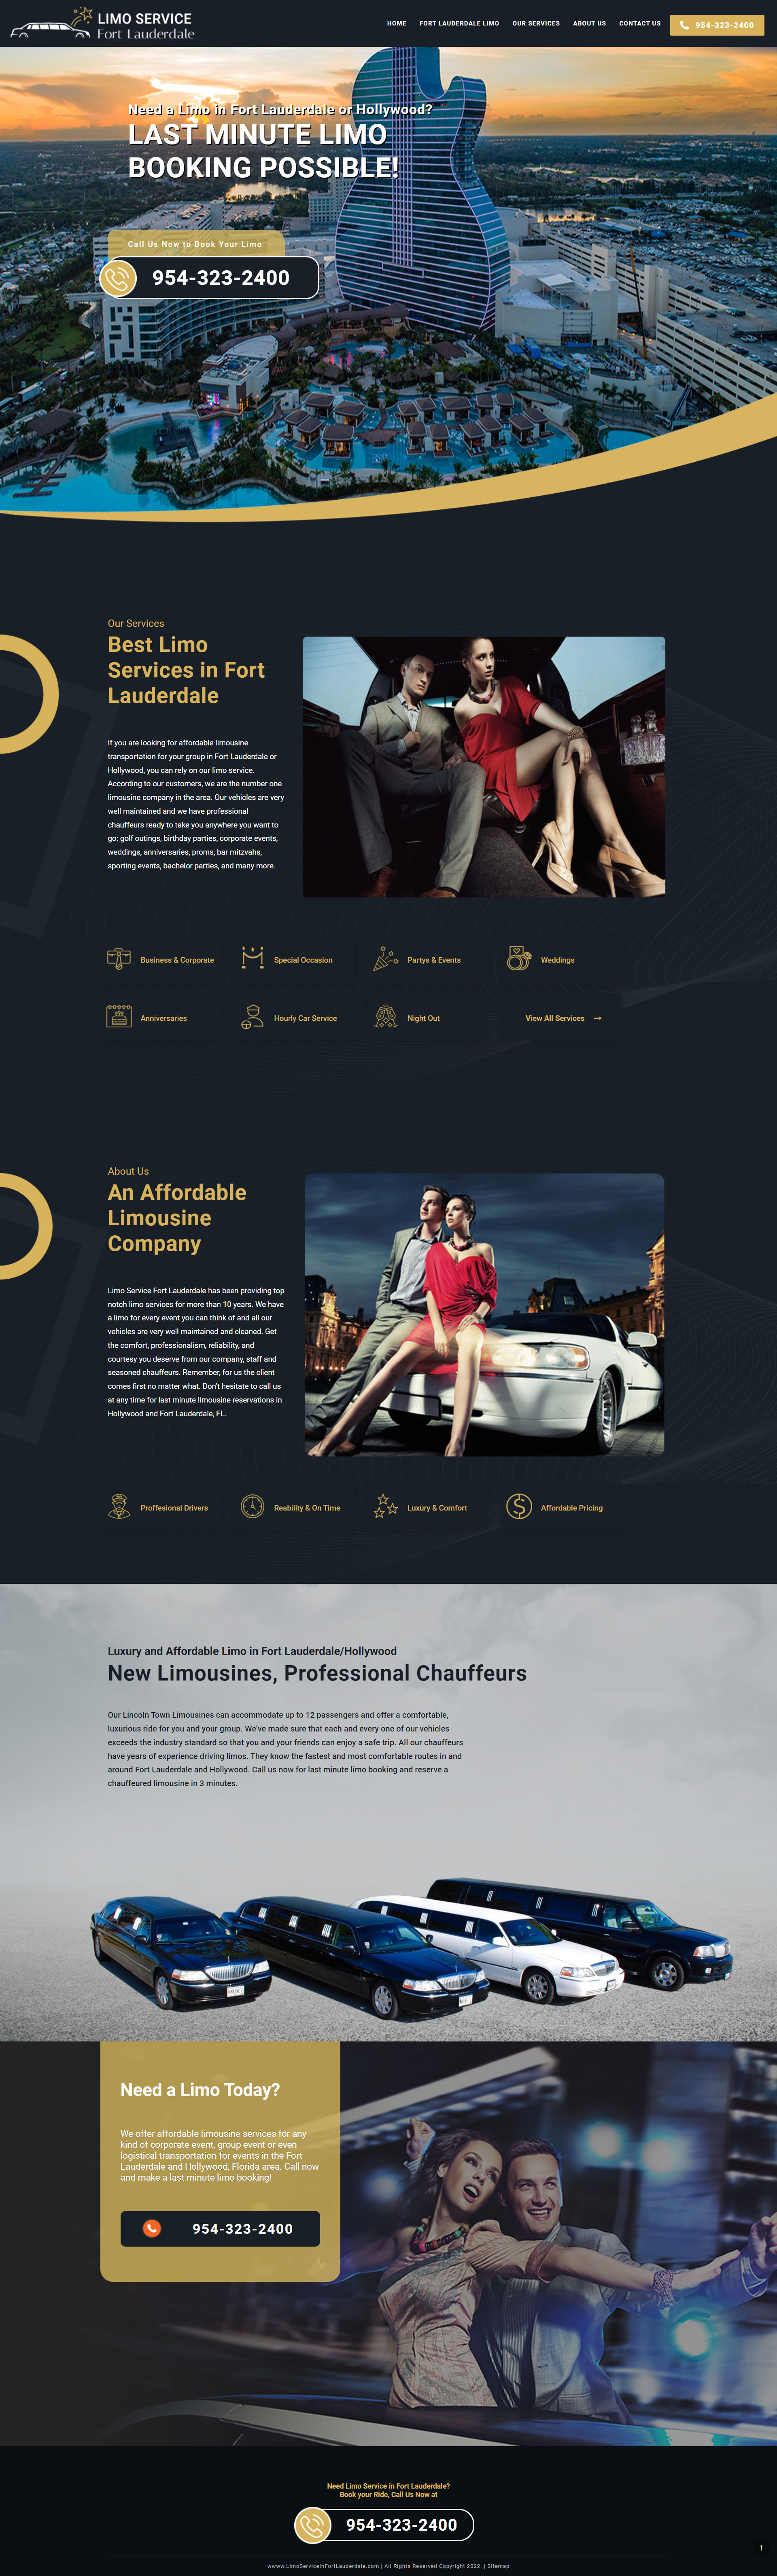 LIMO SERVICE
Fort Lauderdale
HOME
FORT LAUDERDALE LIMO
OUR SERVICES
ABOUT US
CONTACT US
954-323-2400
Need a Limo in Fort Lauderdale or Hollywood?
LAST MINUTE LIMO
BOOKING POSSIBLE!
Call Us Now to Book Your Limo
954-323-2400
Our Services
Best Limo
Services in Fort
Lauderdale
If you are looking for affordable limousine
transportation for your group in Fort Lauderdale or
Hollywood, you can rely on our limo service.
According to our customers, we are the number one
limousine company in the area. Our vehicles are very
well maintained and we have professional
chauffeurs ready to take you anywhere you want to
go: golf outings, birthday parties, corporate events,
weddings, anniversaries, proms, bar mitzvahs,
sporting events, bachelor parties, and many more.
Business & Corporate
Special Occasion
Partys & Events
Weddings
Anniversaries
Hourly Car Service
Night Out
View All Services →
About Us
An Affordable
Limousine
Company
Limo Service Fort Lauderdale has been providing top
notch limo services for more than 10 years. We have
a limo for every event you can think of and all our
vehicles are very well maintained and cleaned. Get
the comfort, professionalism, reliability, and
courtesy you deserve from our company, staff and
seasoned chauffeurs. Remember, for us the client
comes first no matter what. Don't hesitate to call us
at any time for last minute limousine reservations in
Hollywood and Fort Lauderdale, FL.
Proffesional Drivers
Reability & On Time
Luxury & Comfort
Affordable Pricing
Luxury and Affordable Limo in Fort Lauderdale/Hollywood
New Limousines, Professional Chauffeurs
Our Lincoln Town Limousines can accommodate up to 12 passengers and offer a comfortable,
luxurious ride for you and your group. We've made sure that each and every one of our vehicles
exceeds the industry standard so that you and your friends can enjoy a safe trip. All our chauffeurs
have years of experience driving limos. They know the fastest and most comfortable routes in and
around Fort Lauderdale and Hollywood. Call us now for last minute limo booking and reserve a
chauffeured limousine in 3 minutes.
Need a Limo Today?
We offer affordable limousine services for any
kind of corporate event, group event or even
logistical transportation for events in the Fort
Lauderdale and Hollywood, Florida area. Call now
and make a last minute limo booking!
954-323-2400
Need Limo Service in Fort Lauderdale?
Book your Ride, Call Us Now at
954-323-2400
wwww.LimoServiceInFortLauderdale.com | All Rights Reserved Copyright 2022. | Sitemap